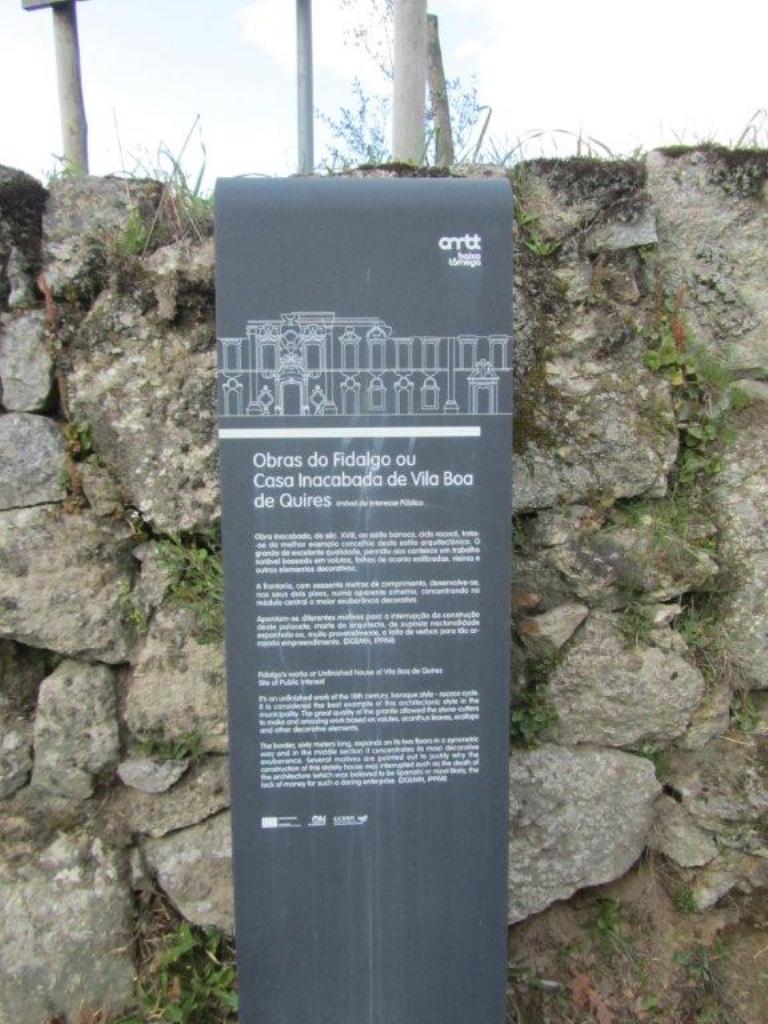 amtt
baixo
tâmega
Obras do Fidalgo ou
Casa Inacabada de Vila Boa
de Quires Imóvel de Interesse Público
Obra inacabada, do séc. XVIII, ao estilo barroco, ciclo rococó, trata-
-se do melhor exemplo concelhio deste estilo arquitectónico. O
granito de excelente qualidade, permitiu aos canteiros um trabalho
notável baseado em volutas, folhas de acanto estilizadas, vieiras e
outros elementos decorativos.
A frontaria, com sessenta metros de comprimento, desenvolve-se,
nos seus dois pisos, numa aparente simetria, concentrando no
módulo central a maior exuberância decorativa.
Apontam-se diferentes motivos para a interrupção da construção
deste palacete, morte do arquitecto, de suposta nacionalidade
espanhola ou, muito provavelmente, a falta de verbas para tão ar-
rojado empreendimento. (DGEMN, IPPAR)
Fidalgo's works or Unfinished house of Vila Boa de Quires
Site of Public Interest
It's an unfinished work of the 18th century, baroque style - rococo cycle.
It is considered the best example of this architectonic style in the
municipality. The great quality of the granite allowed the stone-cutters
to make and amazing work based on volutes, acanthus leaves, scallops
and other decorative elements.
The border, sixty meters long, expands on its two floors in a symmetric
way and in the middle section it concentrates its most decorative
exuberance. Several motives are pointed out to justify why the
construction of this stately house was interrupted such as the death of
the architecture (which was believed to be Spanish) or most likely, the
lack of money for such a daring enterprise. (DGEMN, IPPAR)
ON
ccdrn